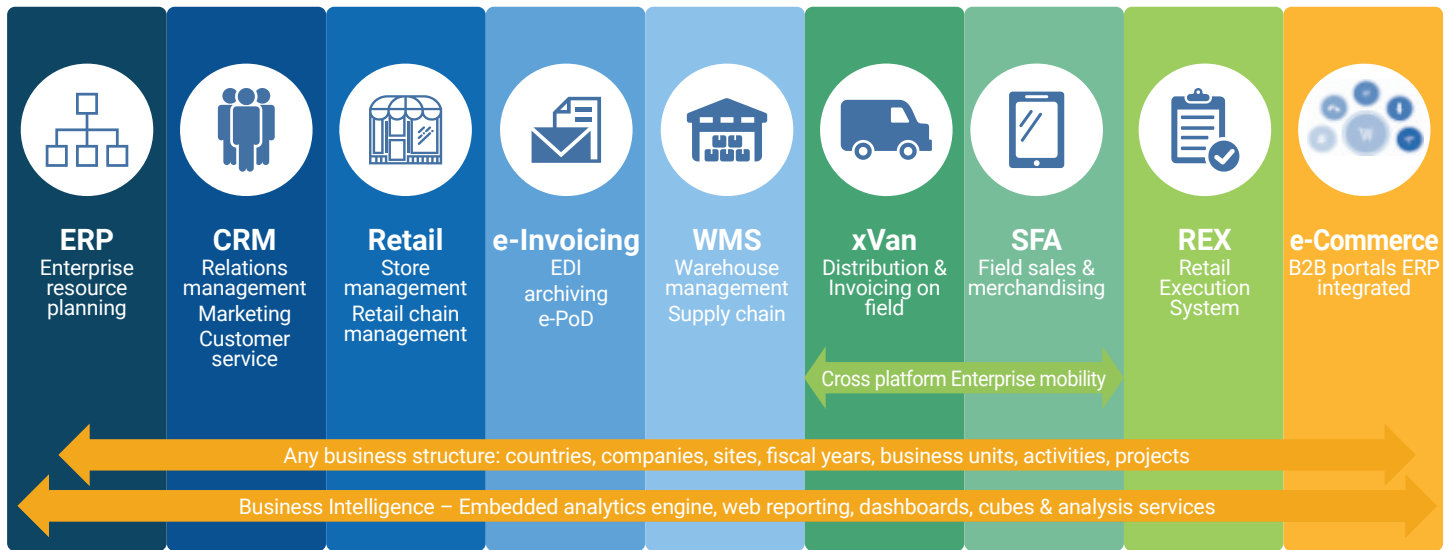 ERP
Enterprise
resource
planning
CRM
Relations
management
Marketing
Customer
service
Retail
Store
management
Retail chain
management
e-Invoicing
EDI
archiving
e-PoD
WMS
Warehouse
management
Supply chain
xVan
Distribution &
Invoicing on
field
SFA
Field sales &
merchandising
REX
Retail
Execution
System
e-Commerce
B2B portals ERP
integrated
Cross platform Enterprise mobility
Any business structure: countries, companies, sites, fiscal years, business units, activities, projects
Business Intelligence – Embedded analytics engine, web reporting, dashboards, cubes & analysis services